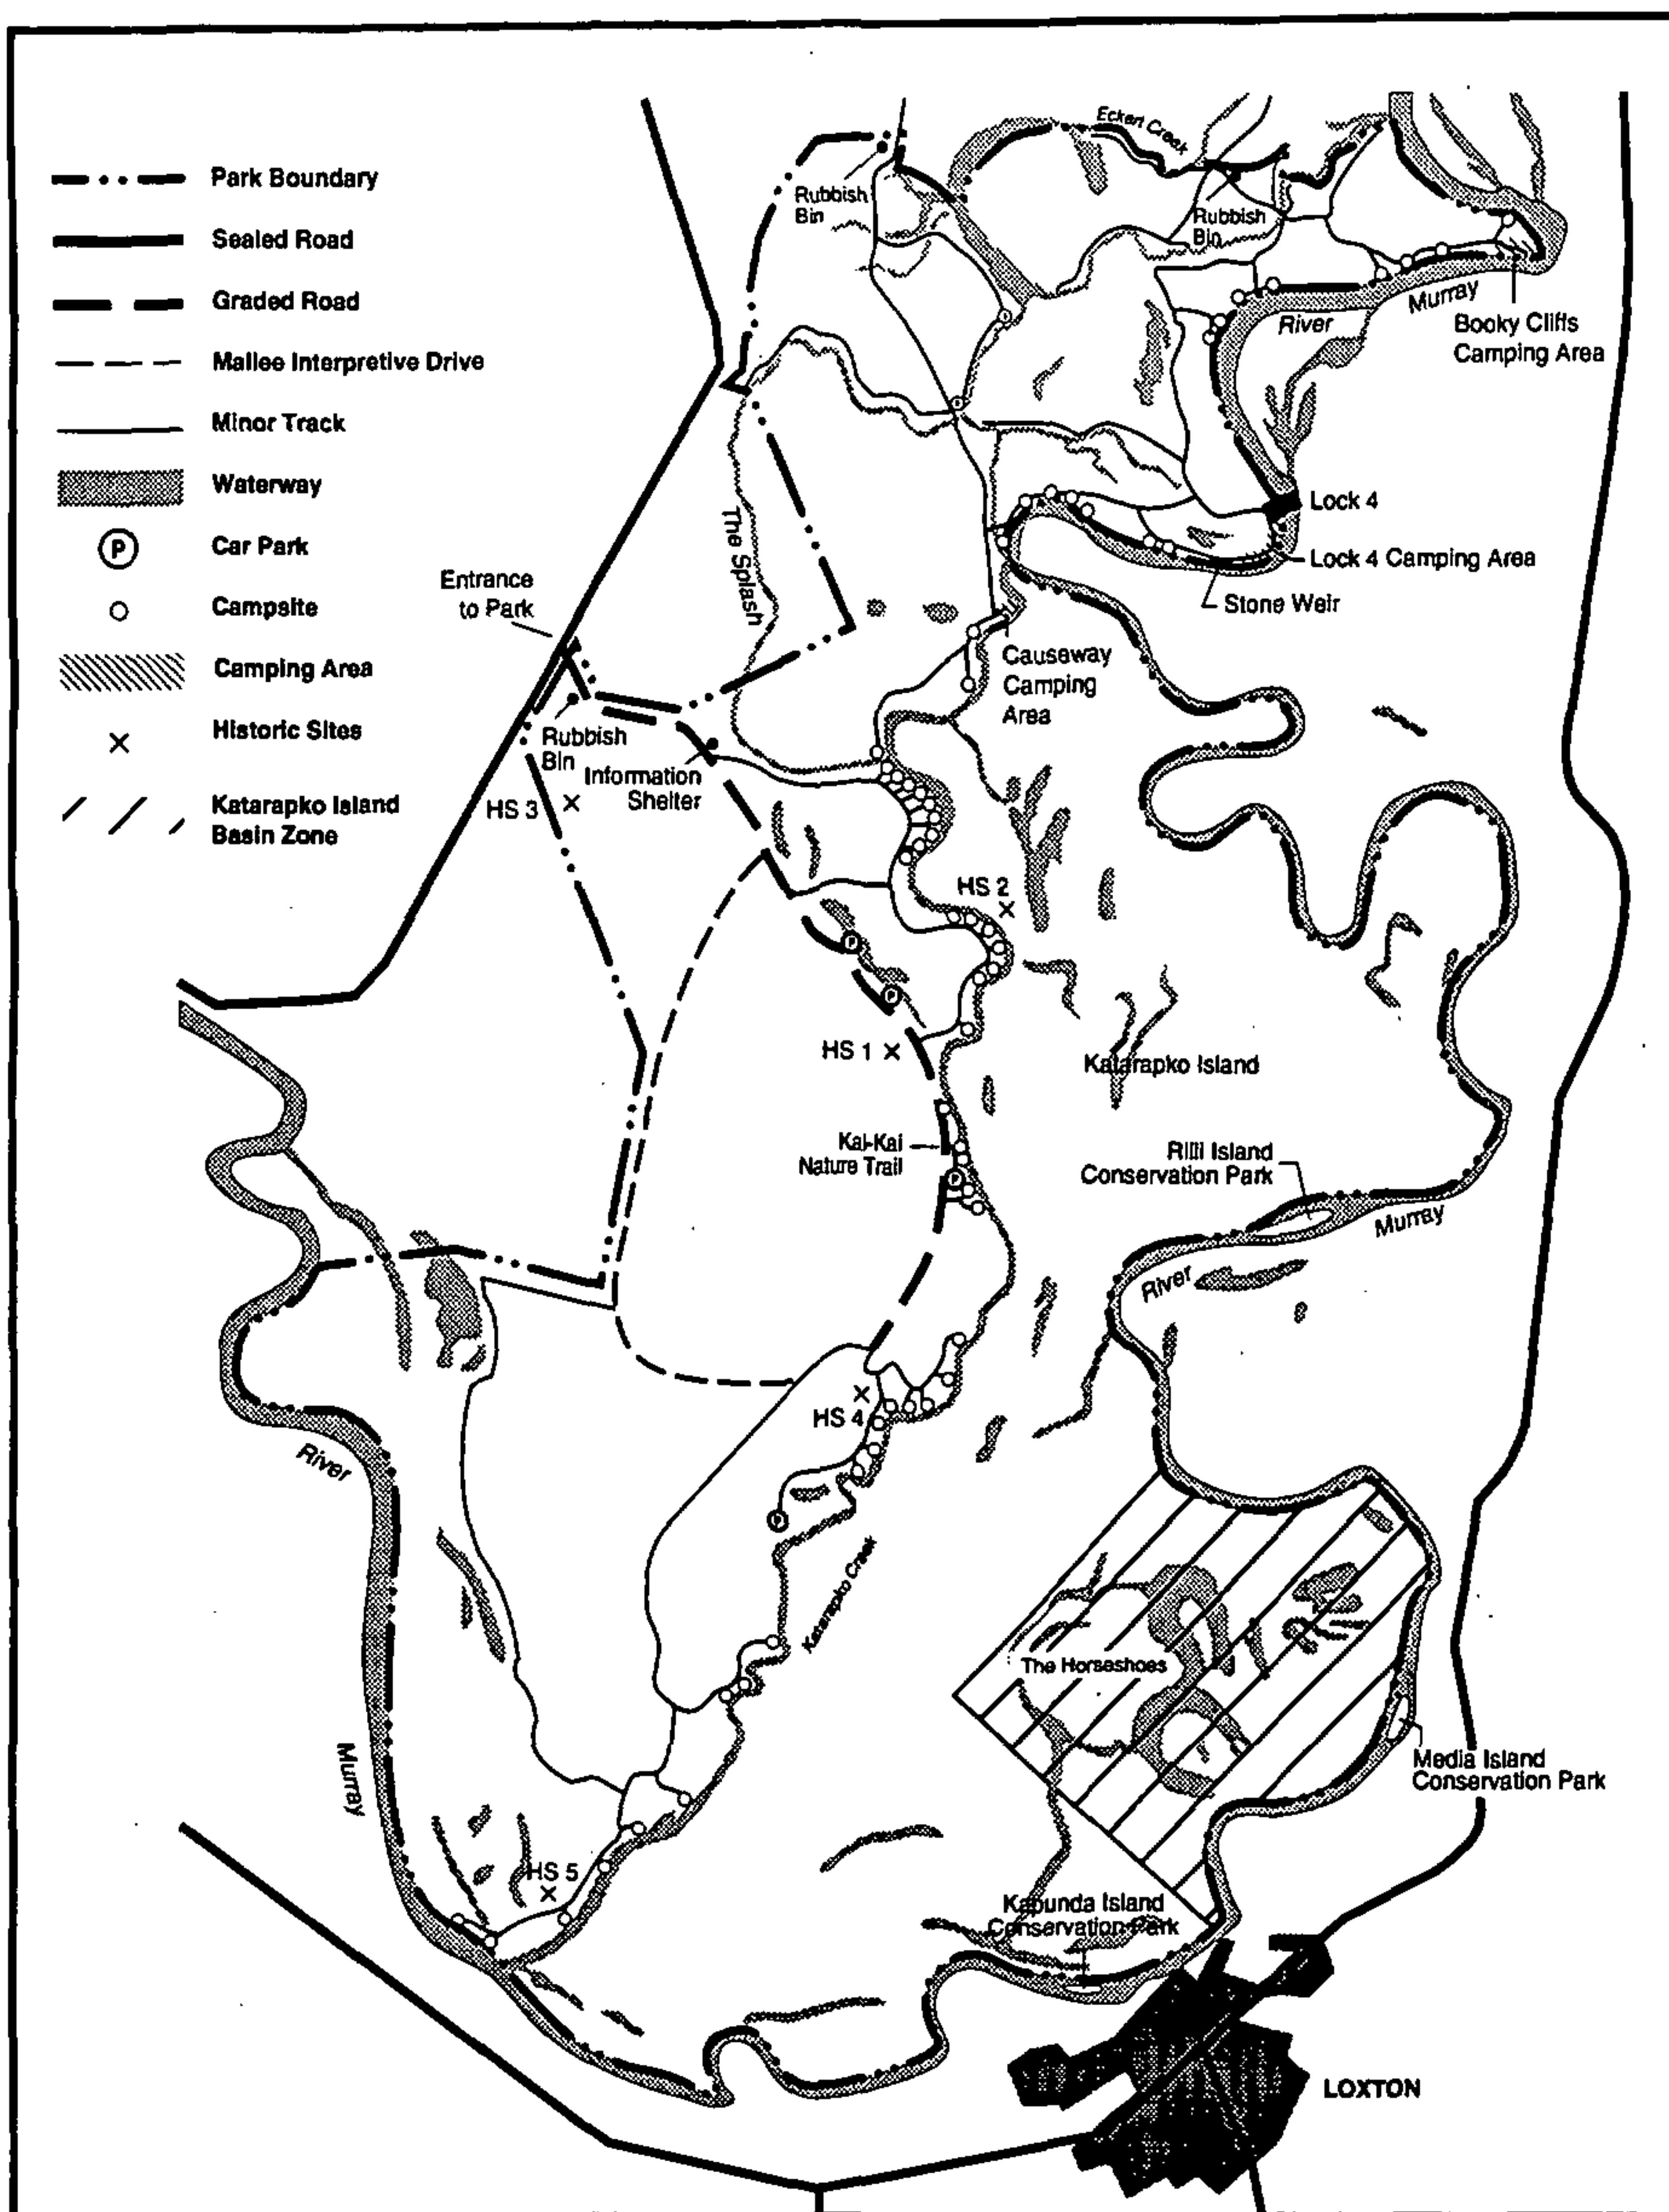 Park Boundary
Sealed Road
Graded Road
Mallee Interpretive Drive
Minor Track
Waterway
P
Car Park
Campsite
Camping Area
Historic Sites
Katarapko Island
Basin Zone
Eckert Creek
Rubbish
Bin
Rubbish
Bin
Murray
River
Booky Cliffs
Camping Area
Lock 4
Lock 4 Camping Area
Stone Weir
The Splash
Entrance
to Park
Causeway
Camping
Area
Rubbish
Bin
Information
Shelter
HS 3
HS 2
P
P
HS 1
Katarapko Island
Kai-Kai
Nature Trail
P
Rilli Island
Conservation Park
Murray
River
HS 4
River
P
Katarapko Creek
The Horseshoes
Media Island
Conservation Park
Murray
HS 5
Kapunda Island
Conservation Park
LOXTON